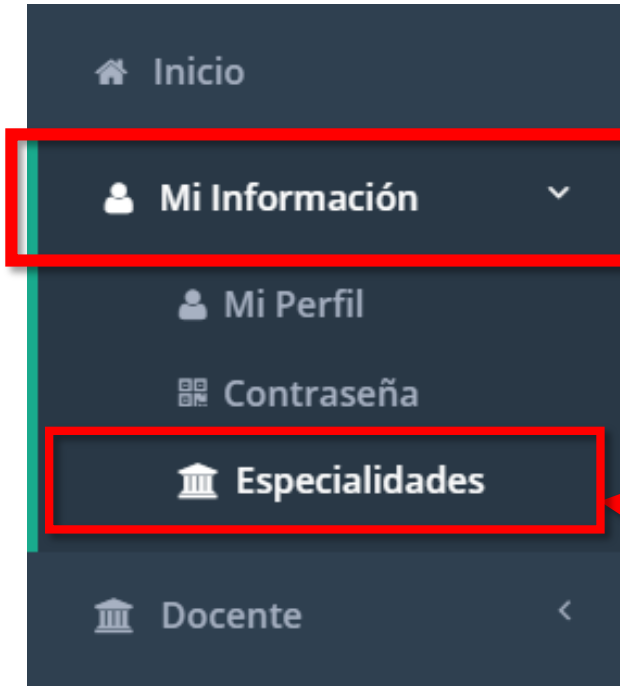 Inicio
Mi Información
Mi Perfil
Contraseña
Especialidades
Docente